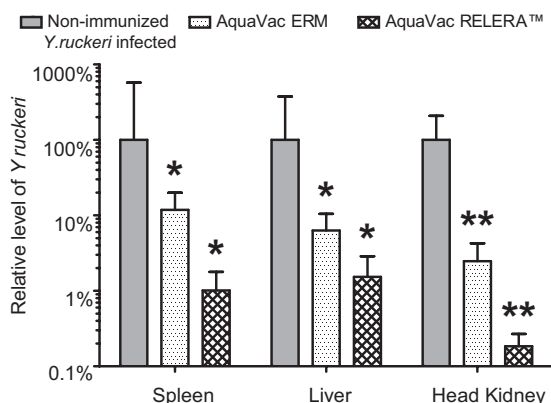 Non-immunized
Y.ruckeri infected
AquaVac ERM
AquaVac RELERA™
Relative level of Y ruckeri
1000%
100%
10%
1%
0.1%
*
*
*
*
**
**
Spleen
Liver
Head Kidney